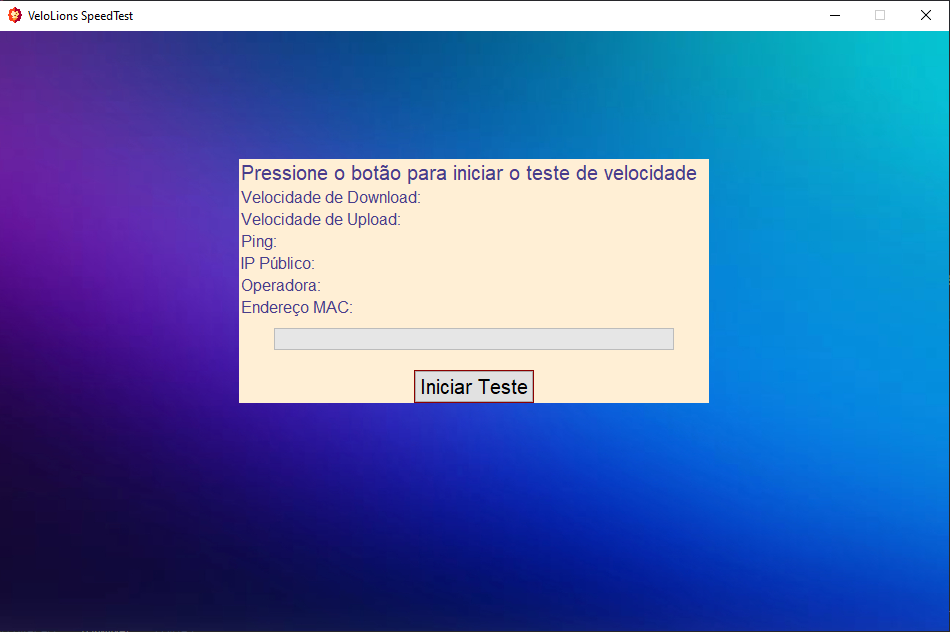 VeloLions SpeedTest
Pressione o botão para iniciar o teste de velocidade
Velocidade de Download:
Velocidade de Upload:
Ping:
IP Público:
Operadora:
Endereço MAC:
Iniciar Teste